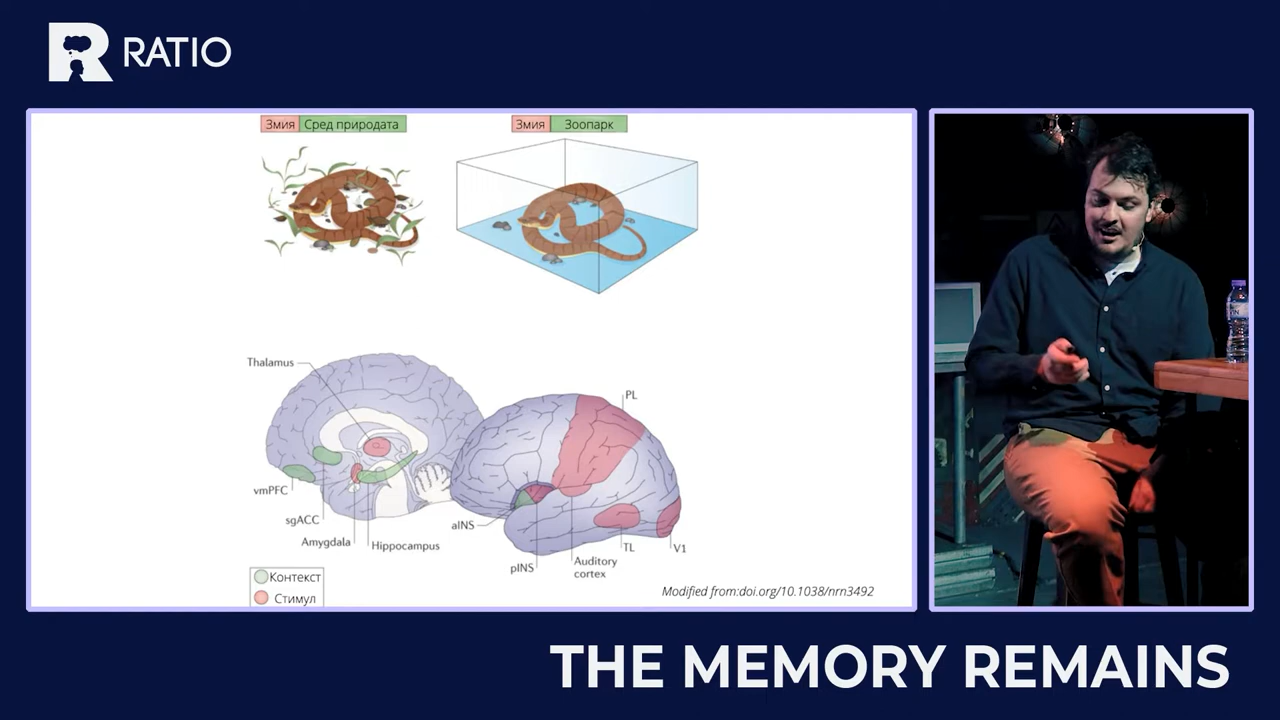 RATIO
Змия Сред природата
Змия Зоопарк
Thalamus
PL
vmPFC
sgACC
Amygdala
Hippocampus
aINS
pINS
Auditory
cortex
TL
V1
Контекст
Стимул
Modified from:doi.org/10.1038/nrn3492
THE MEMORY REMAINS